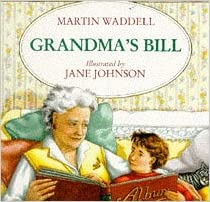 MARTIN WADDELL
GRANDMA'S BILL
Illustrated by
JANE JOHNSON
Album